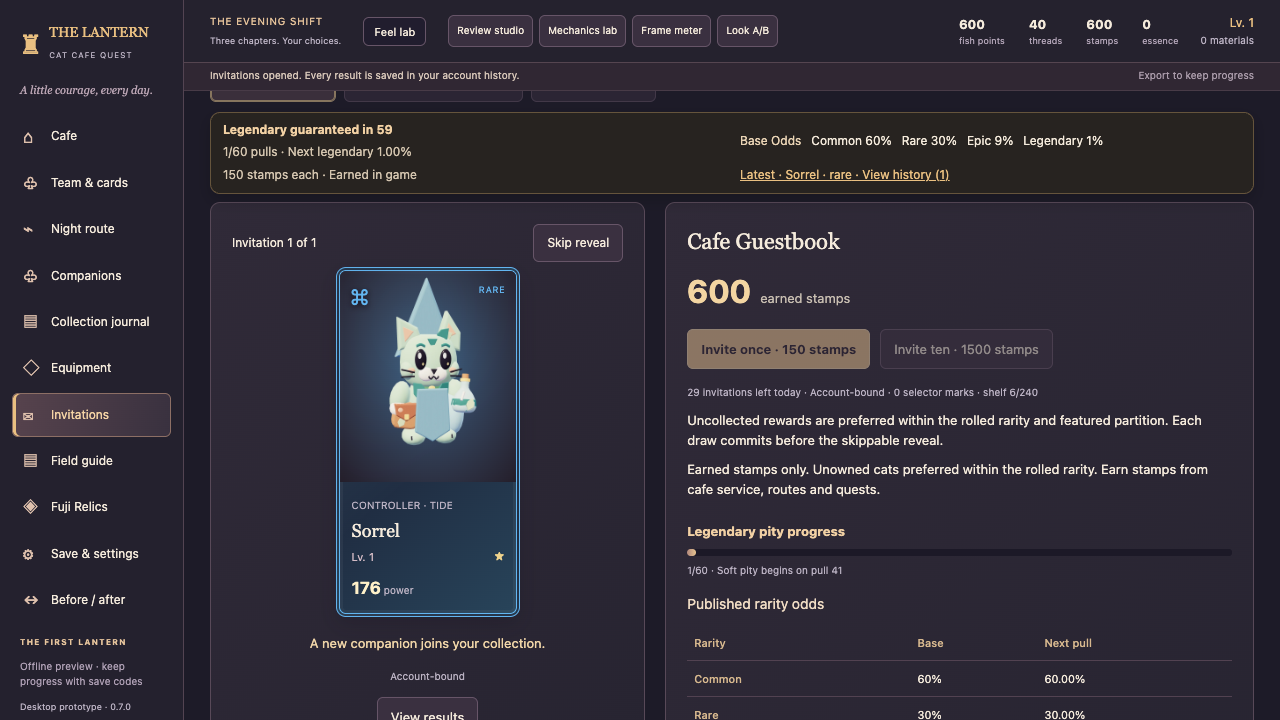 THE LANTERN
CAT CAFE QUEST
A little courage, every day.
Cafe
Team & cards
Night route
Companions
Collection journal
Equipment
Invitations
Field guide
Fuji Relics
Save & settings
Before / after
THE FIRST LANTERN
Offline preview · keep
progress with save codes
Desktop prototype · 0.7.0
THE EVENING SHIFT
Three chapters. Your choices.
Feel lab
Review studio
Mechanics lab
Frame meter
Look A/B
600
fish points
40
threads
600
stamps
0
essence
Lv. 1
0 materials
Invitations opened. Every result is saved in your account history.
Export to keep progress
Legendary guaranteed in 59
1/60 pulls · Next legendary 1.00%
150 stamps each · Earned in game
Base Odds Common 60% Rare 30% Epic 9% Legendary 1%
Latest · Sorrel · rare · View history (1)
Invitation 1 of 1
Skip reveal
RARE
CONTROLLER · TIDE
Sorrel
Lv. 1
176 power
A new companion joins your collection.
Account-bound
View results
Cafe Guestbook
600 earned stamps
Invite once · 150 stamps
Invite ten · 1500 stamps
29 invitations left today · Account-bound · 0 selector marks · shelf 6/240
Uncollected rewards are preferred within the rolled rarity and featured partition. Each
draw commits before the skippable reveal.
Earned stamps only. Unowned cats preferred within the rolled rarity. Earn stamps from
cafe service, routes and quests.
Legendary pity progress
1/60 · Soft pity begins on pull 41
Published rarity odds
Rarity Base Next pull
Common 60% 60.00%
Rare 30% 30.00%